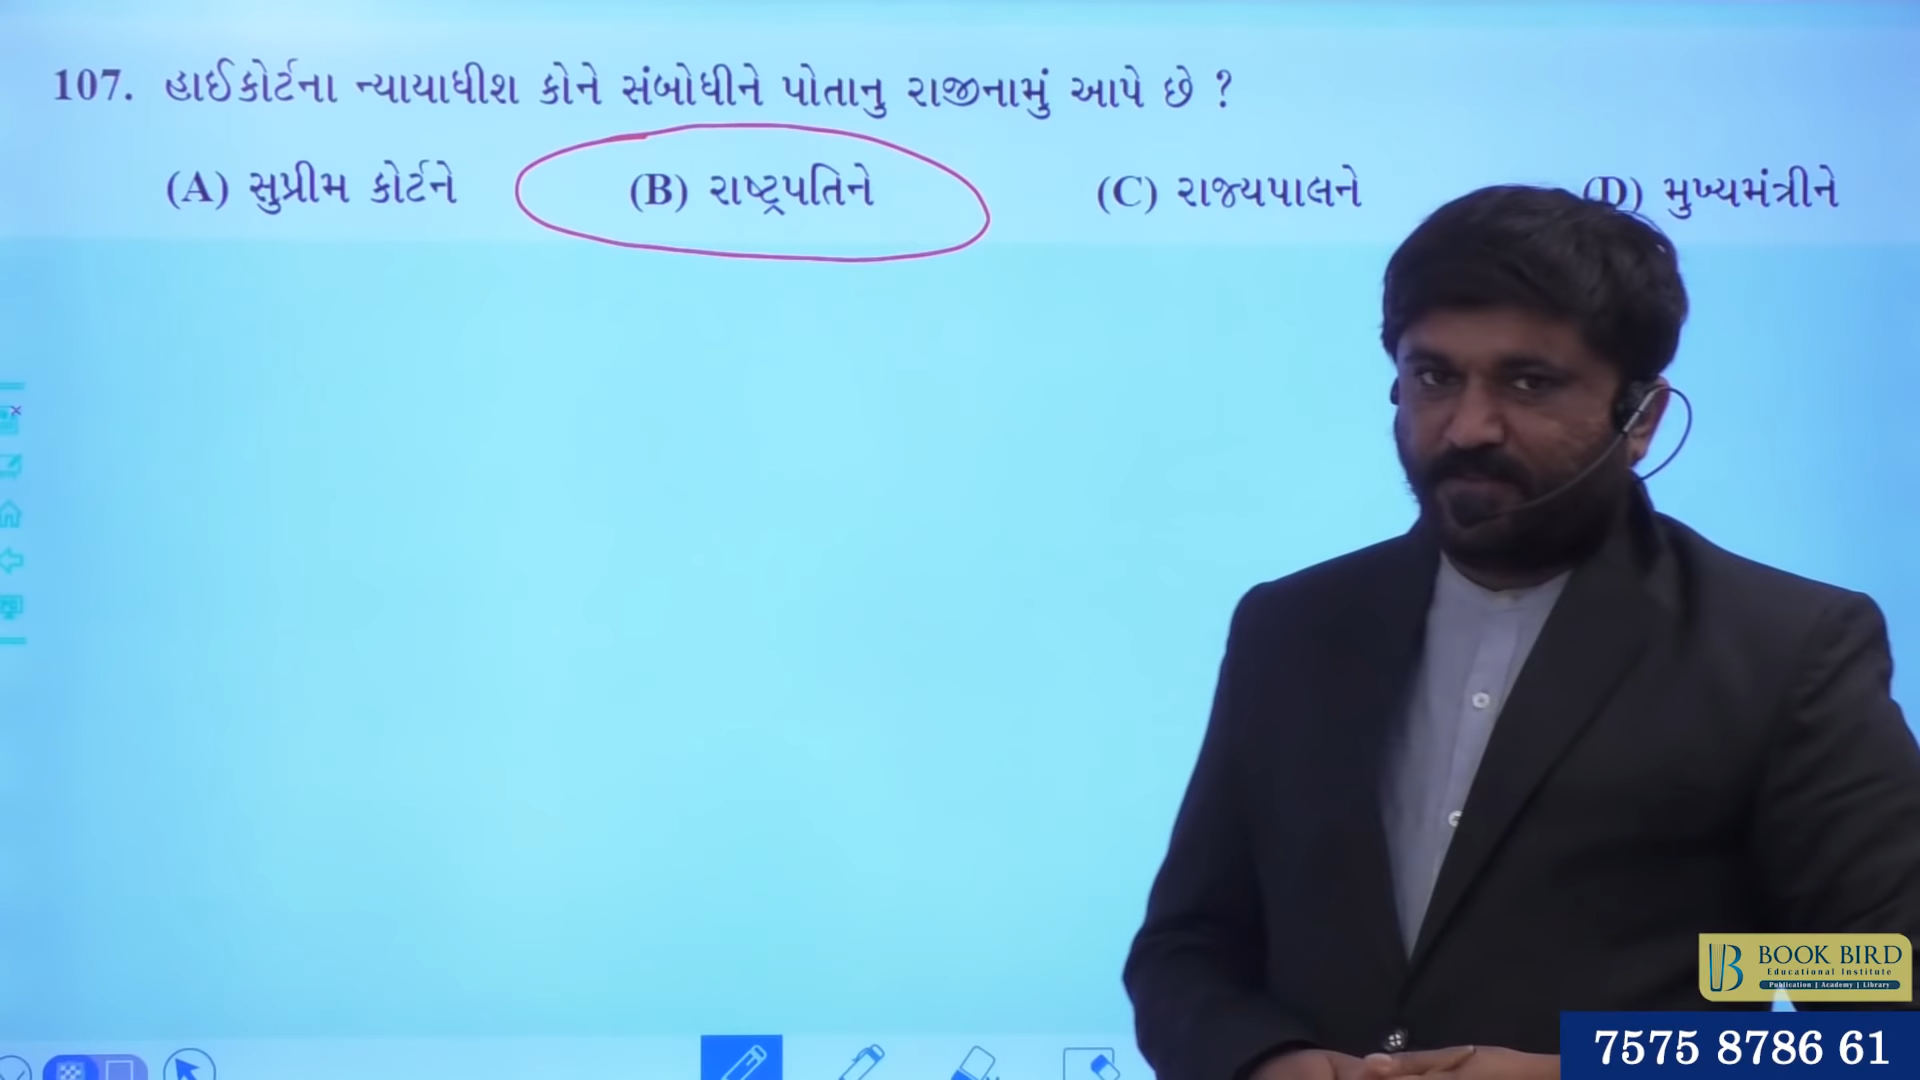 107. હાઈકોર્ટના ન્યાયાધીશ કોને સંબોધીને પોતાનુ રાજીનામું આપે છે ?
(A) સુપ્રીમ કોર્ટને (B) રાષ્ટ્રપતિને (C) રાજ્યપાલને (D) મુખ્યમંત્રીને
BOOK BIRD
Educational Institute
Publication | Academy | Library
7575 8786 61